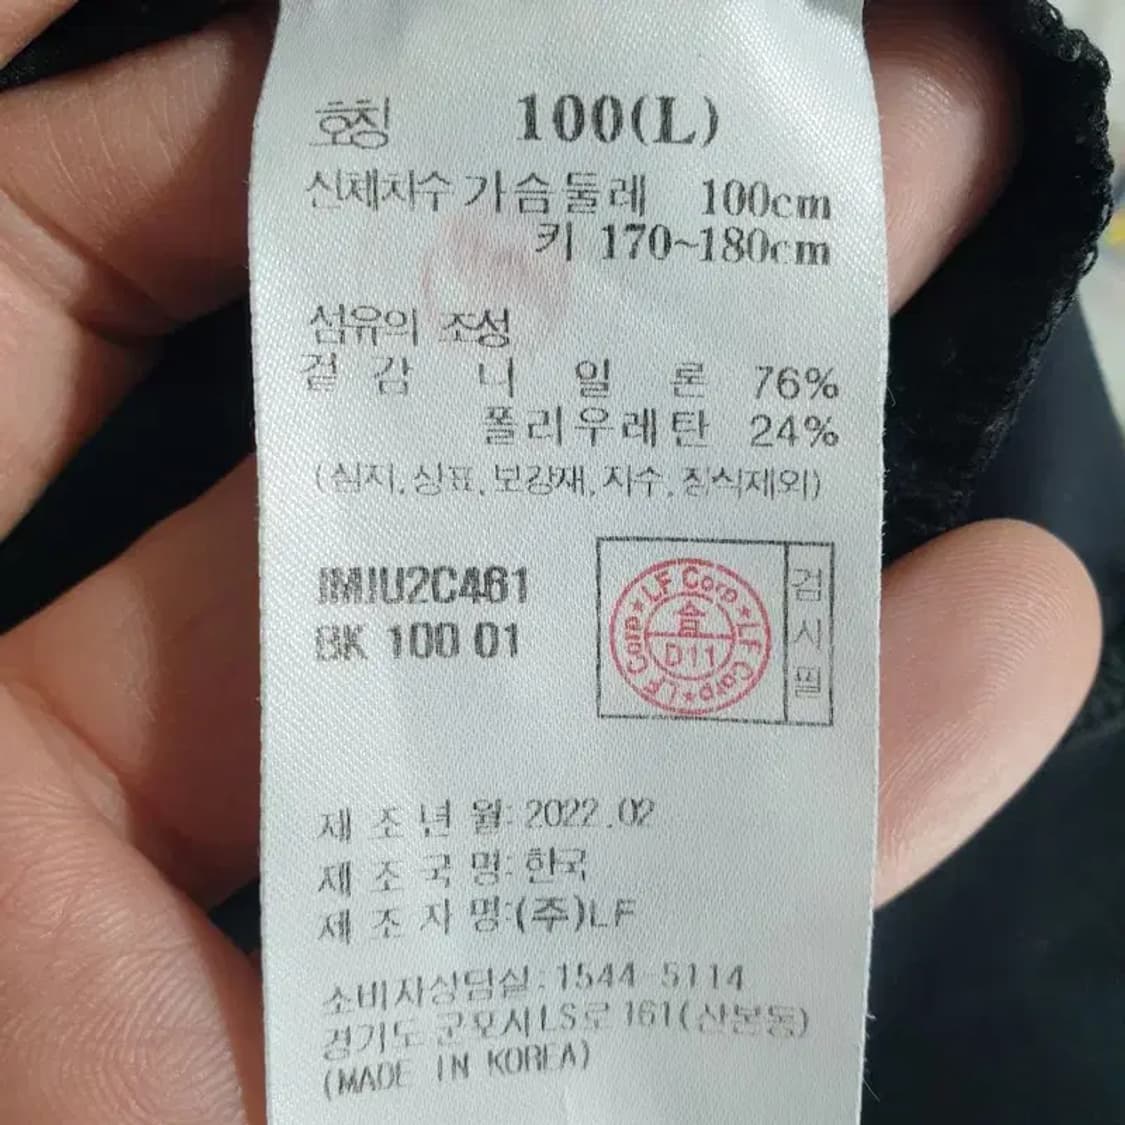 호칭 100(L)
신체치수 가슴둘레 100cm
키 170~180cm
섬유의 조성
겉감 나일론 76%
폴리우레탄 24%
(심지,상표,보강재,자수,장식제외)
JMJU2C461
BK 100 01
LF Corp★LF Corp★LF Corp★
合
D11
검시필
제조년월: 2022.02
제조국명: 한국
제조자명:(주)LF
소비자상담실:1544-5114
경기도 군포시 LS로 161(산본동)
(MADE IN KOREA)